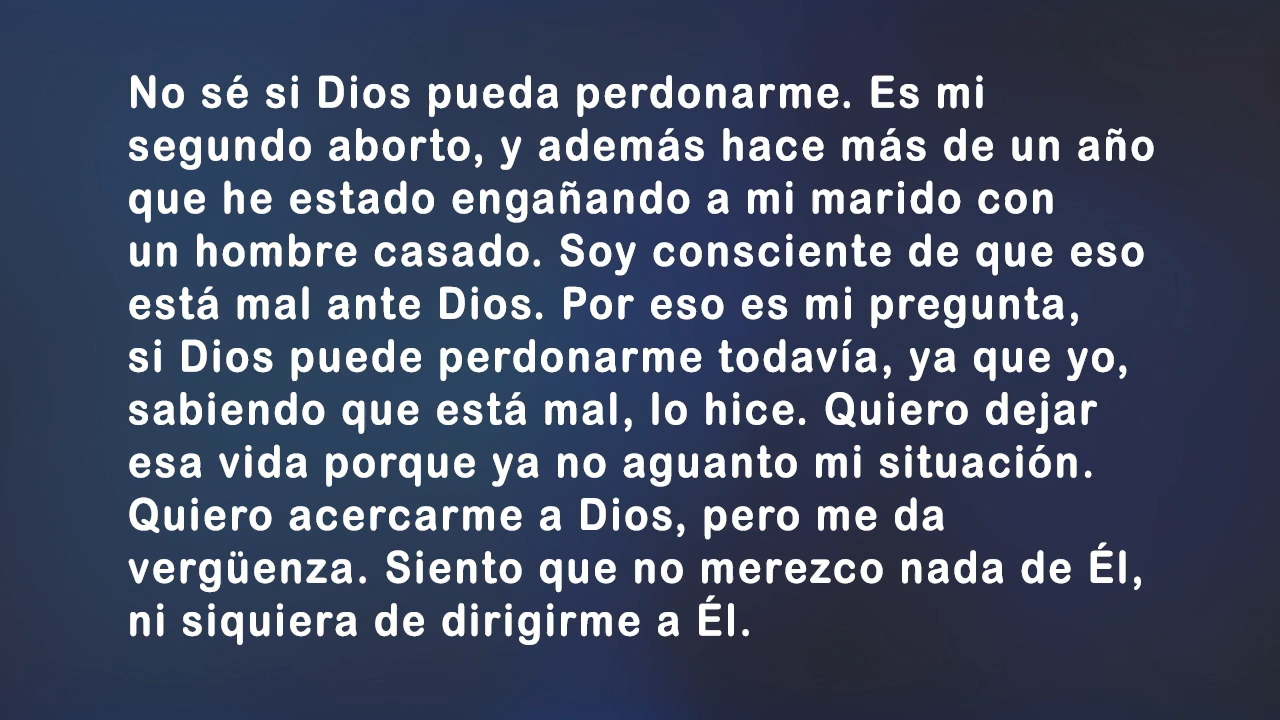 No sé si Dios pueda perdonarme. Es mi
segundo aborto, y además hace más de un año
que he estado engañando a mi marido con
un hombre casado. Soy consciente de que eso
está mal ante Dios. Por eso es mi pregunta,
si Dios puede perdonarme todavía, ya que yo,
sabiendo que está mal, lo hice. Quiero dejar
esa vida porque ya no aguanto mi situación.
Quiero acercarme a Dios, pero me da
vergüenza. Siento que no merezco nada de Él,
ni siquiera de dirigirme a Él.